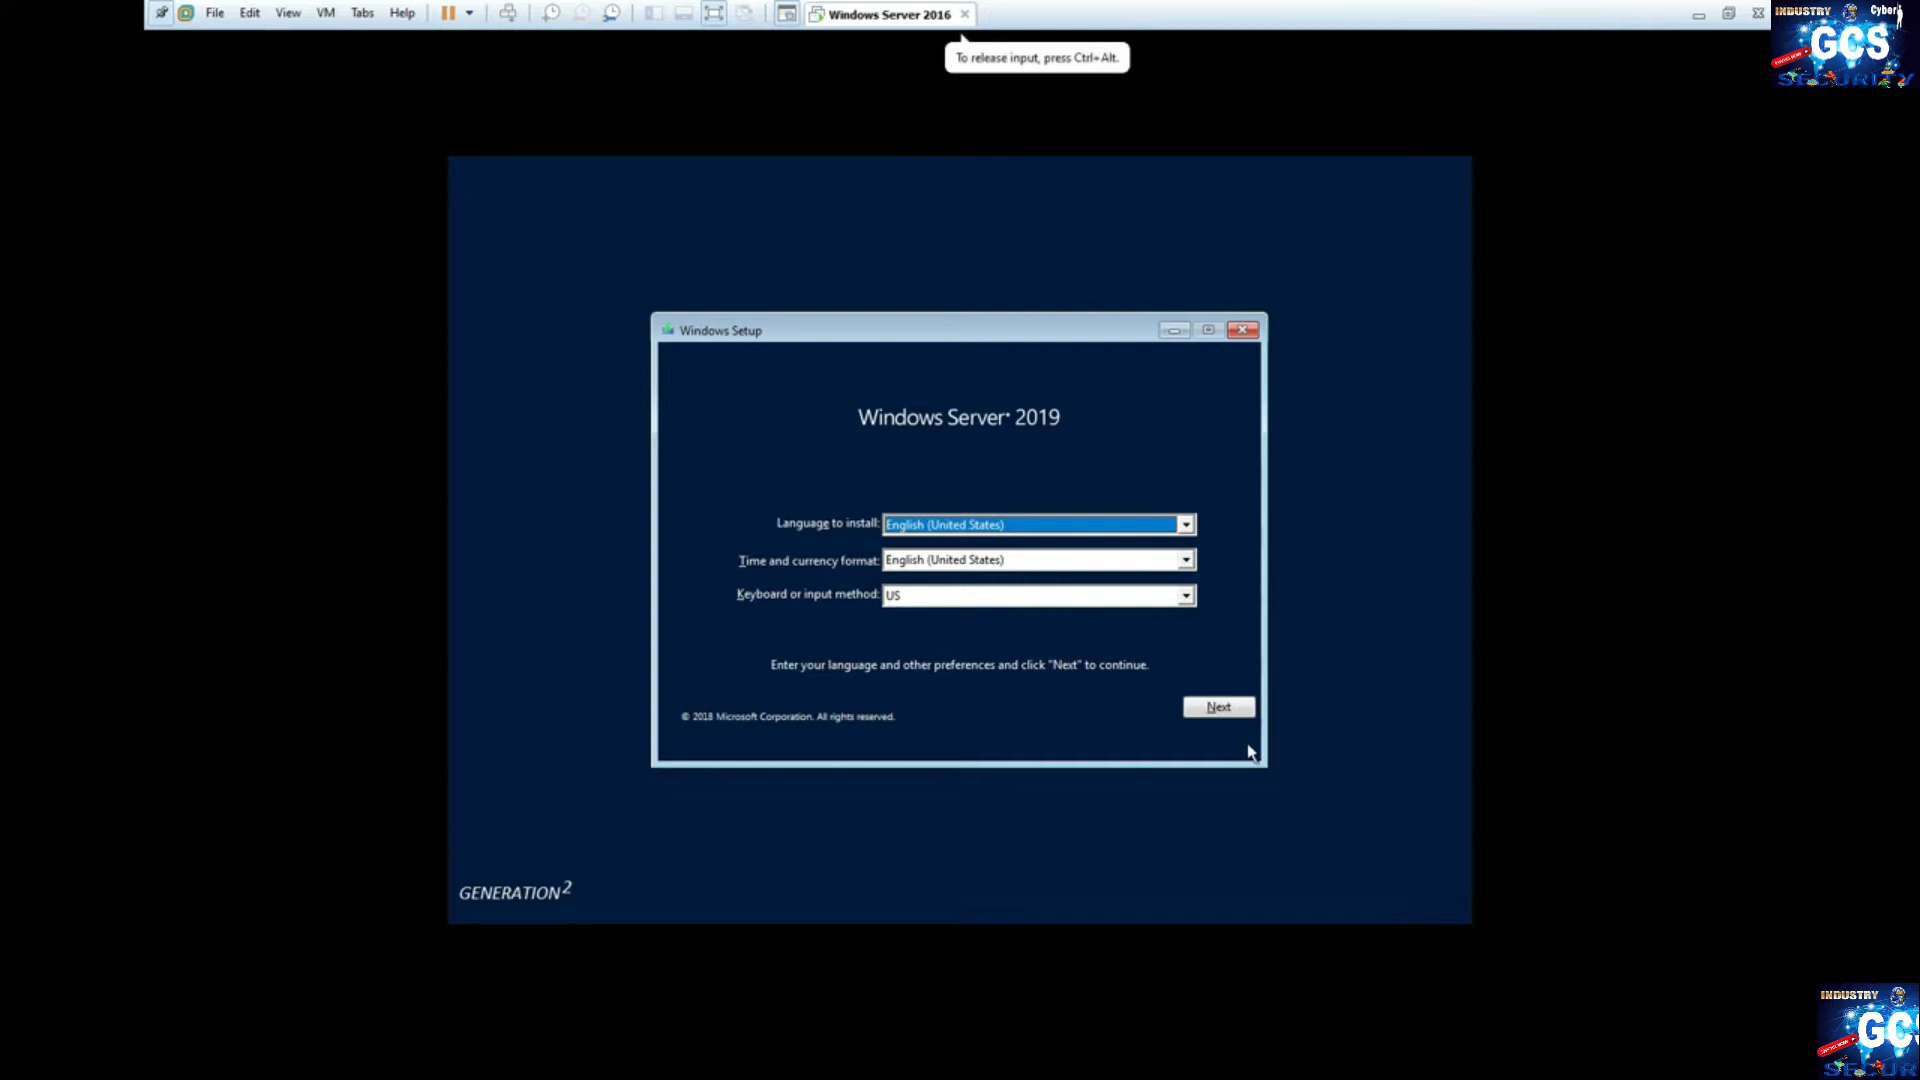 File Edit View VM Tabs Help Windows Server 2016
To release input, press Ctrl+Alt.
INDUSTRY Cyber
GCS
SECURITY
Windows Setup
Windows Server 2019
Language to install: English (United States)
Time and currency format: English (United States)
Keyboard or input method: US
Enter your language and other preferences and click "Next" to continue.
Next
© 2018 Microsoft Corporation. All rights reserved.
GENERATION2
INDUSTRY
GCS
SECUR